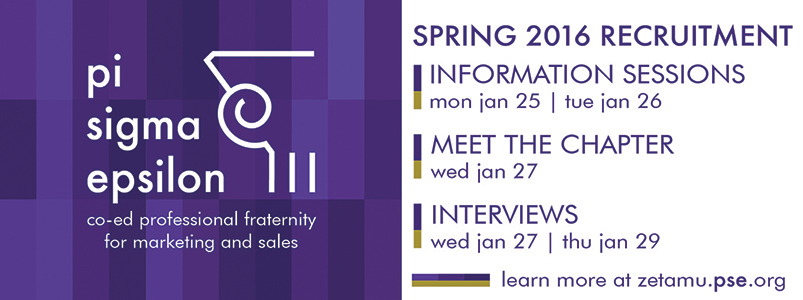 pi
sigma
epsilon
co-ed professional fraternity
for marketing and sales
SPRING 2016 RECRUITMENT
INFORMATION SESSIONS
mon jan 25 | tue jan 26
MEET THE CHAPTER
wed jan 27
INTERVIEWS
wed jan 27 | thu jan 29
learn more at zetamu.pse.org